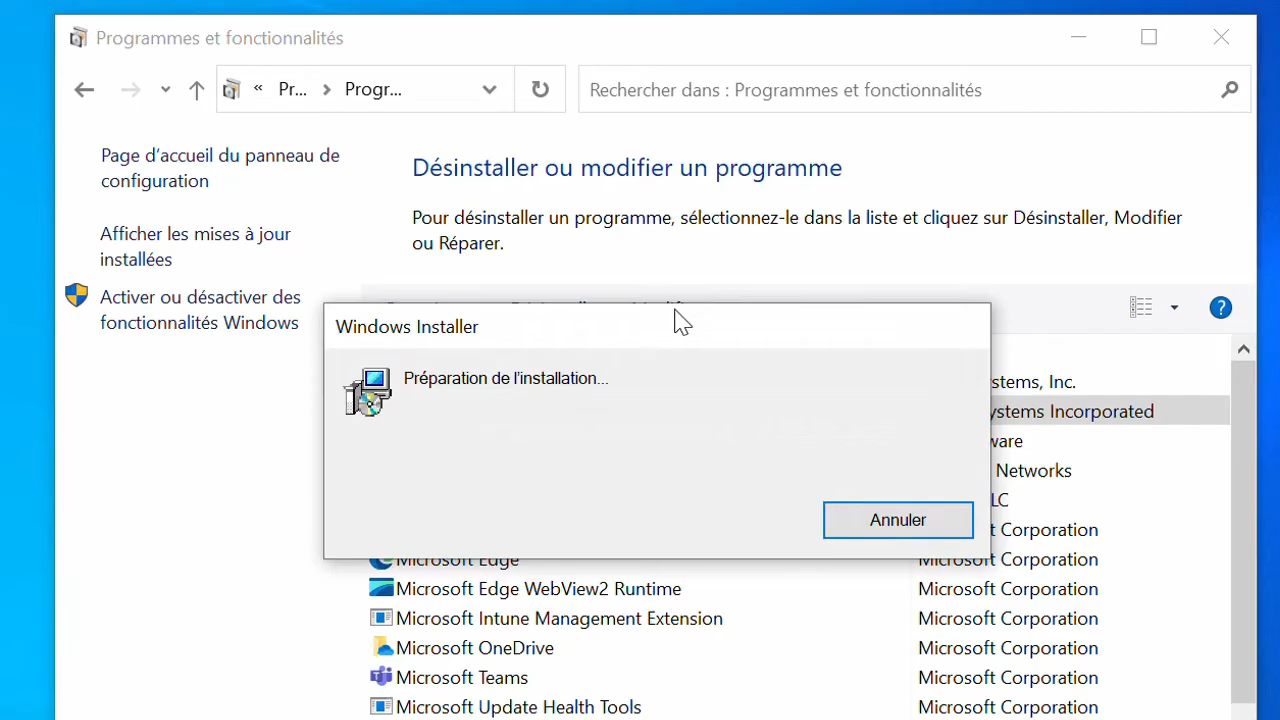 Programmes et fonctionnalités
« Pr... > Progr...
Rechercher dans : Programmes et fonctionnalités
Page d’accueil du panneau de
configuration
Afficher les mises à jour
installées
Activer ou désactiver des
fonctionnalités Windows
Désinstaller ou modifier un programme
Pour désinstaller un programme, sélectionnez-le dans la liste et cliquez sur Désinstaller, Modifier
ou Réparer.
Windows Installer
Préparation de l’installation...
Annuler
stems, Inc.
ystems Incorporated
ware
Networks
LC
t Corporation
Microsoft Edge Microsoft Corporation
Microsoft Edge WebView2 Runtime Microsoft Corporation
Microsoft Intune Management Extension Microsoft Corporation
Microsoft OneDrive Microsoft Corporation
Microsoft Teams Microsoft Corporation
Microsoft Update Health Tools Microsoft Corporation